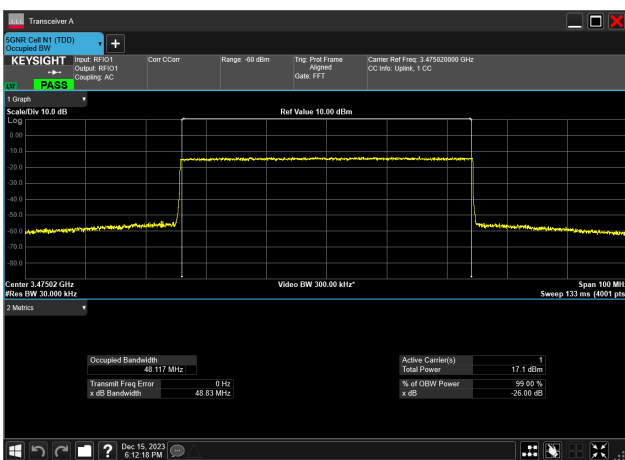 Transceiver A
5GNR Cell N1 (TDD)
Occupied BW
KEYSIGHT
LXI
PASS
Input: RFIO1
Output: RFIO1
Coupling: AC
Corr CCorr
Range: -60 dBm
Trig: Prot Frame
Aligned
Gate: FFT
Carrier Ref Freq: 3.475020000 GHz
CC Info: Uplink, 1 CC
1 Graph
Scale/Div 10.0 dB
Ref Value 10.00 dBm
Log
0.00
-10.0
-20.0
-30.0
-40.0
-50.0
-60.0
-70.0
-80.0
Center 3.47502 GHz
Video BW 300.00 kHz*
Span 100 MHz
#Res BW 30.000 kHz
Sweep 133 ms (4001 pts
2 Metrics
Occupied Bandwidth
48.117 MHz
Transmit Freq Error 0 Hz
x dB Bandwidth 48.83 MHz
Active Carrier(s) 1
Total Power 17.1 dBm
% of OBW Power 99.00 %
x dB -26.00 dB
?
Dec 15, 2023
6:12:18 PM